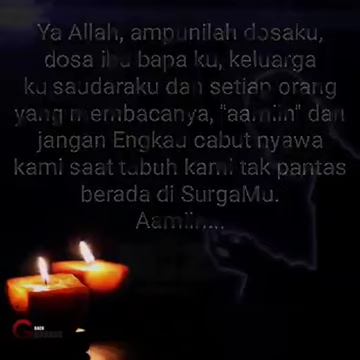 Ya Allah, ampunilah dosaku,
dosa ibu bapa ku, keluarga
ku saudaraku dan setiap orang
yang membacanya, "aamiin" dan
jangan Engkau cabut nyawa
kami saat tubuh kami tak pantas
berada di SurgaMu.
Aamiin....